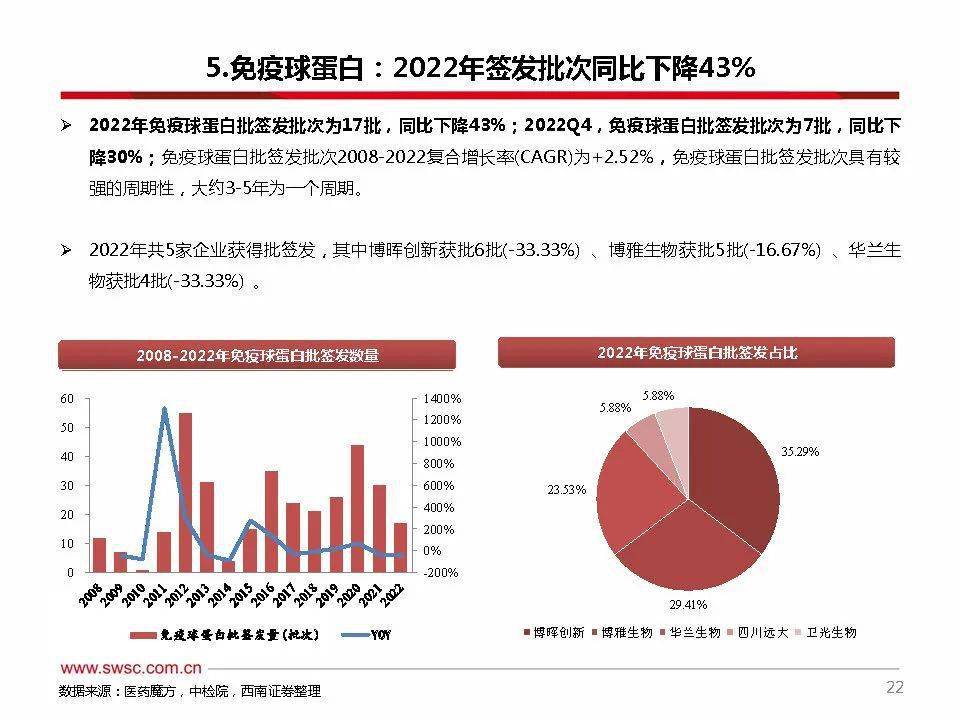 5.免疫球蛋白：2022年签发批次同比下降43%
➢ 2022年免疫球蛋白批签发批次为17批，同比下降43%；2022Q4，免疫球蛋白批签发批次为7批，同比下
降30%；免疫球蛋白批签发批次2008-2022复合增长率(CAGR)为+2.52%，免疫球蛋白批签发批次具有较
强的周期性，大约3-5年为一个周期。
➢ 2022年共5家企业获得批签发，其中博晖创新获批6批(-33.33%) 、博雅生物获批5批(-16.67%) 、华兰生
物获批4批(-33.33%) 。
2008-2022年免疫球蛋白批签发数量
60
50
40
30
20
10
0
1400%
1200%
1000%
800%
600%
400%
200%
0%
-200%
2008 2009 2010 2011 2012 2013 2014 2015 2016 2017 2018 2019 2020 2021 2022
免疫球蛋白批签发量(批次) YOY
2022年免疫球蛋白批签发占比
5.88%
5.88%
35.29%
23.53%
29.41%
博晖创新 博雅生物 华兰生物 四川远大 卫光生物
www.swsc.com.cn
数据来源：医药魔方，中检院，西南证券整理
22